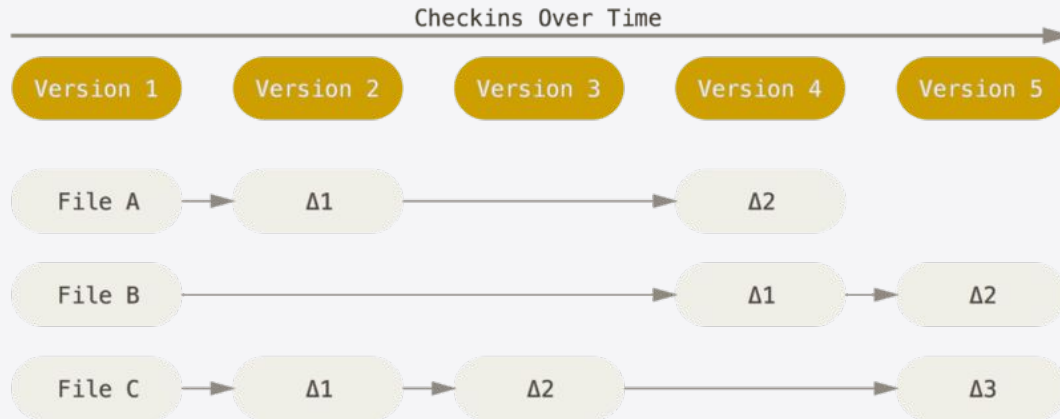 Checkins Over Time
Version 1 Version 2 Version 3 Version 4 Version 5
File A Δ1 Δ2
File B Δ1 Δ2
File C Δ1 Δ2 Δ3